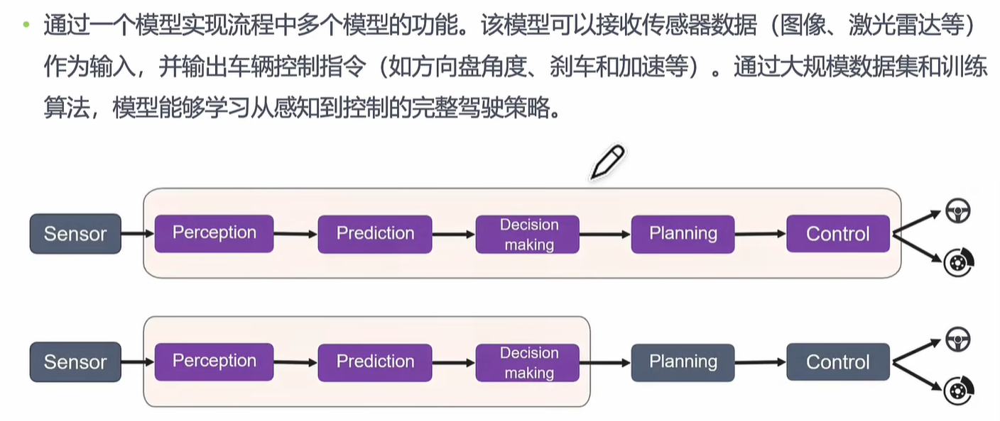 • 通过一个模型实现流程中多个模型的功能。该模型可以接收传感器数据（图像、激光雷达等）
作为输入，并输出车辆控制指令（如方向盘角度、刹车和加速等）。通过大规模数据集和训练
算法，模型能够学习从感知到控制的完整驾驶策略。
Sensor
Perception
Prediction
Decision
making
Planning
Control
Sensor
Perception
Prediction
Decision
making
Planning
Control